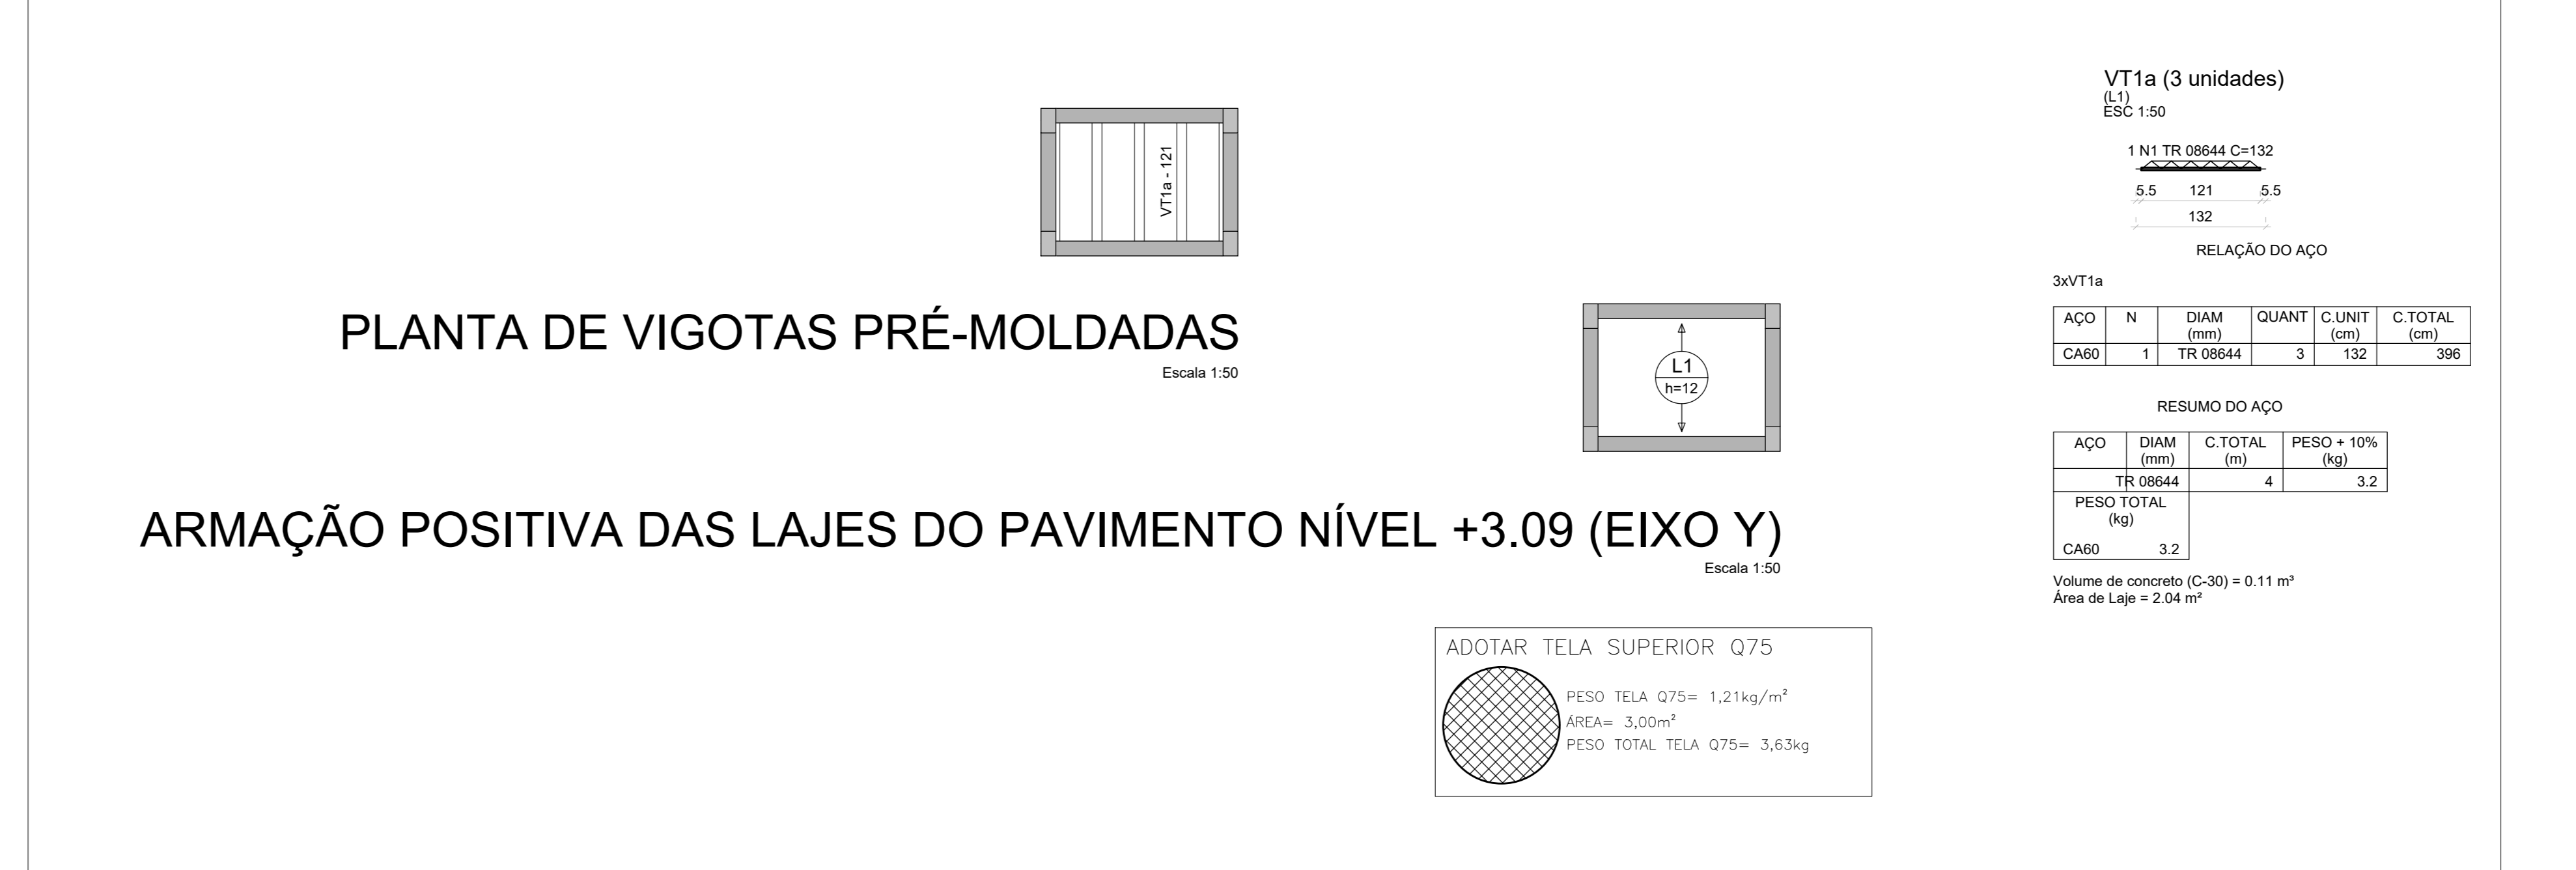 VT1a - 121
PLANTA DE VIGOTAS PRÉ-MOLDADAS
Escala 1:50
L1
h=12
ARMAÇÃO POSITIVA DAS LAJES DO PAVIMENTO NÍVEL +3.09 (EIXO Y)
Escala 1:50
ADOTAR TELA SUPERIOR Q75
PESO TELA Q75= 1,21kg/m²
ÁREA= 3,00m²
PESO TOTAL TELA Q75= 3,63kg
VT1a (3 unidades)
(L1)
ESC 1:50
1 N1 TR 08644 C=132
5.5 121 5.5
132
RELAÇÃO DO AÇO
3xVT1a
AÇO N DIAM QUANT C.UNIT C.TOTAL
(mm) (cm) (cm)
CA60 1 TR 08644 3 132 396
RESUMO DO AÇO
AÇO DIAM C.TOTAL PESO + 10%
(mm) (m) (kg)
TR 08644 4 3.2
PESO TOTAL
(kg)
CA60 3.2
Volume de concreto (C-30) = 0.11 m³
Área de Laje = 2.04 m²